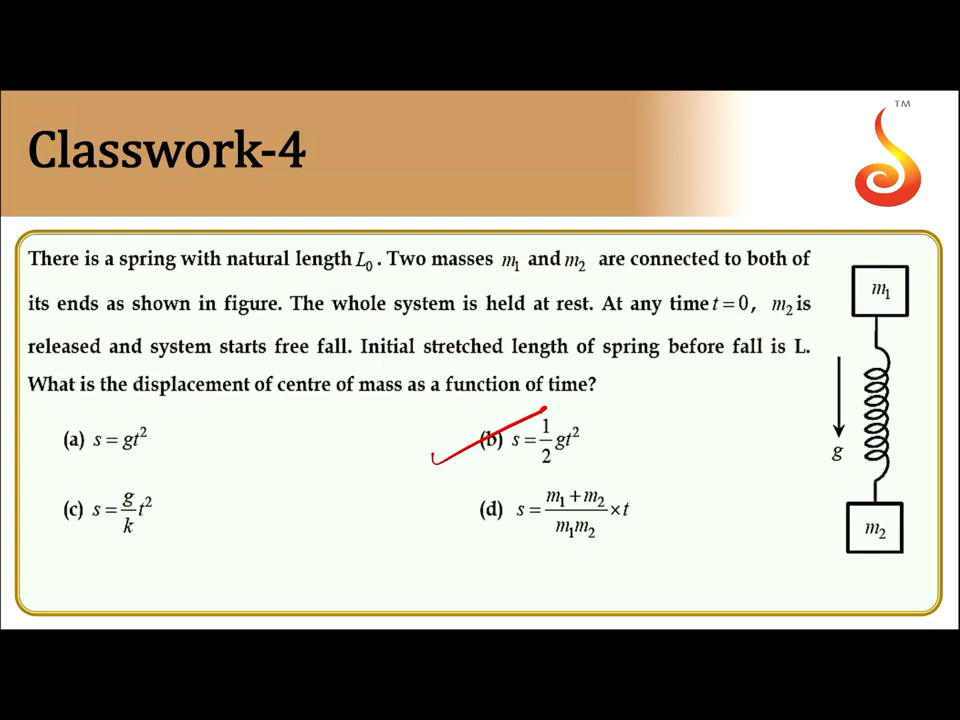 TM
Classwork-4
There is a spring with natural length L₀. Two masses m₁ and m₂ are connected to both of
its ends as shown in figure. The whole system is held at rest. At any time t = 0, m₂ is
released and system starts free fall. Initial stretched length of spring before fall is L.
What is the displacement of centre of mass as a function of time?
(a) s = gt²
(b) s = 1/2 gt²
(c) s = g/k t²
(d) s = (m₁ + m₂)/(m₁m₂) × t
m₁
g
m₂